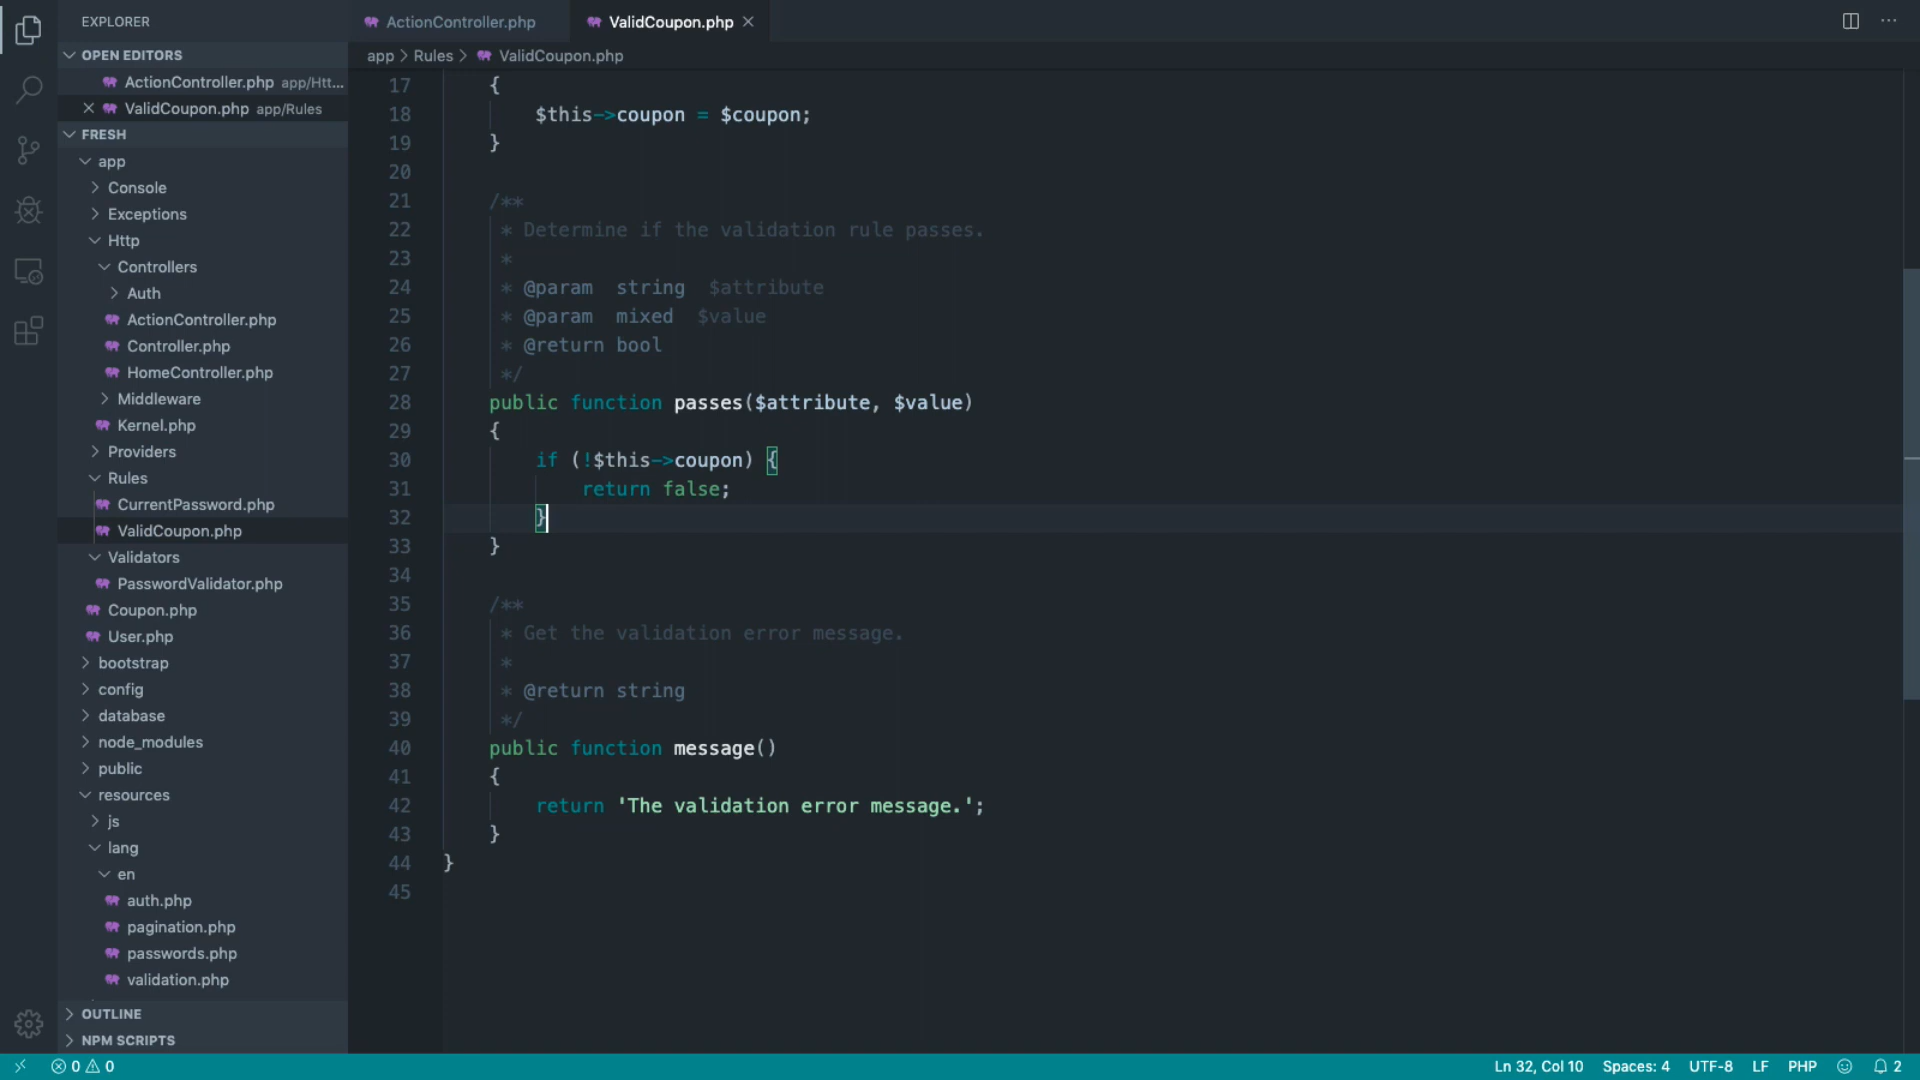 EXPLORER
OPEN EDITORS
ActionController.php app/Htt...
ValidCoupon.php app/Rules
FRESH
app
Console
Exceptions
Http
Controllers
Auth
ActionController.php
Controller.php
HomeController.php
Middleware
Kernel.php
Providers
Rules
CurrentPassword.php
ValidCoupon.php
Validators
PasswordValidator.php
Coupon.php
User.php
bootstrap
config
database
node_modules
public
resources
js
lang
en
auth.php
pagination.php
passwords.php
validation.php
OUTLINE
NPM SCRIPTS
ActionController.php ValidCoupon.php
app > Rules > ValidCoupon.php
17 {
18 $this->coupon = $coupon;
19 }
20
21 /**
22 * Determine if the validation rule passes.
23 *
24 * @param  string  $attribute
25 * @param  mixed  $value
26 * @return bool
27 */
28 public function passes($attribute, $value)
29 {
30 if (!$this->coupon) {
31 return false;
32 }
33 }
34
35 /**
36 * Get the validation error message.
37 *
38 * @return string
39 */
40 public function message()
41 {
42 return 'The validation error message.';
43 }
44 }
45
0 0 Ln 32, Col 10 Spaces: 4 UTF-8 LF PHP 2